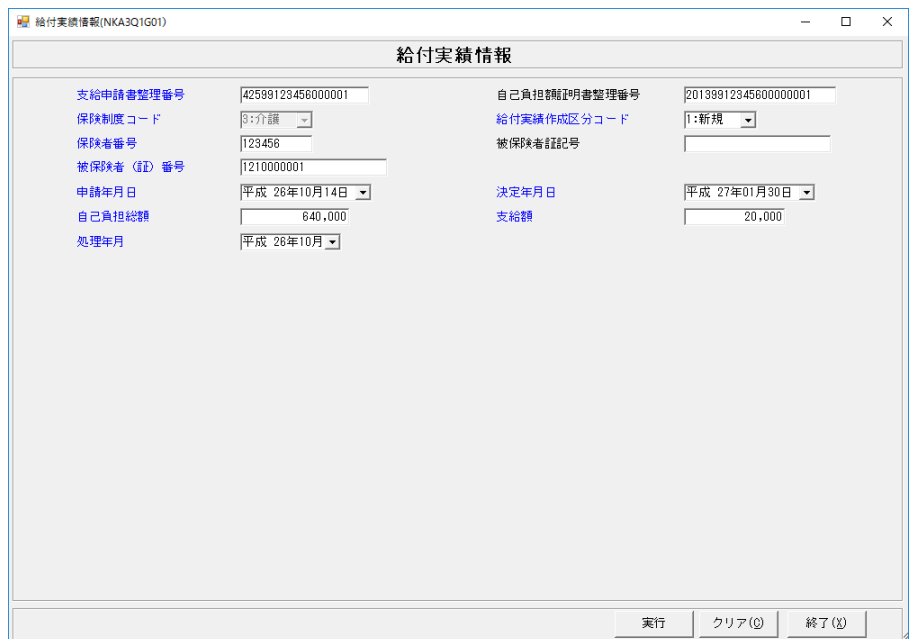 給付実績情報(NKA3Q1G01)
給付実績情報
支給申請書整理番号 42599123456000001 自己負担額証明書整理番号 20139912345600000001
保険制度コード 3:介護 給付実績作成区分コード 1:新規
保険者番号 123456 被保険者証記号
被保険者（証）番号 1210000001
申請年月日 平成 26年10月14日 決定年月日 平成 27年01月30日
自己負担総額 640,000 支給額 20,000
処理年月 平成 26年10月
実行 クリア(C) 終了(X)